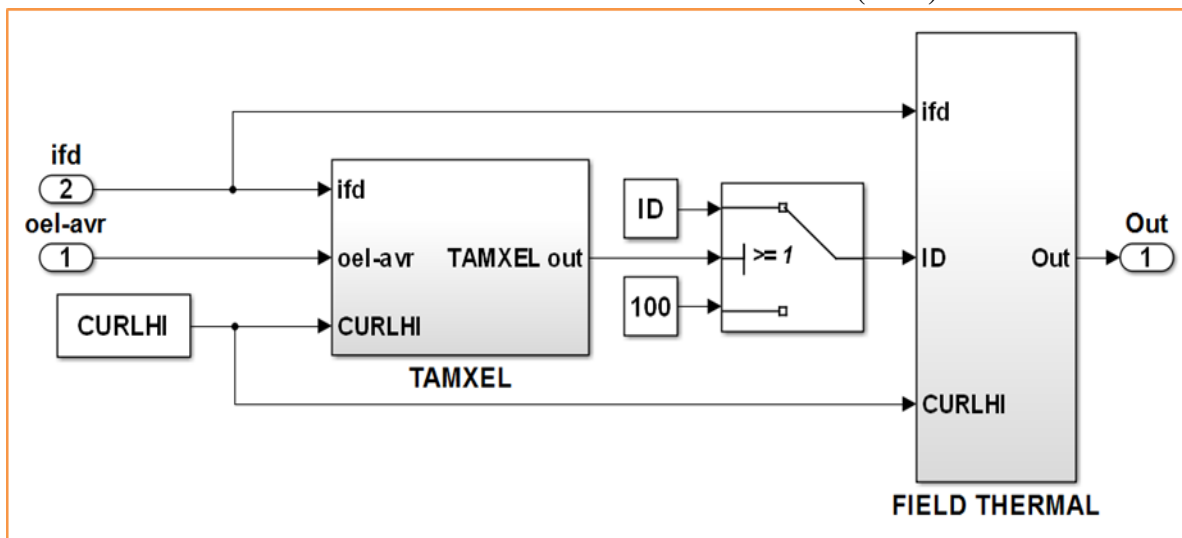 ifd
2
oel-avr
1
CURLHI
ifd
oel-avr
TAMXEL out
CURLHI
TAMXEL
ID
>= 1
100
ifd
ID
Out
CURLHI
FIELD THERMAL
Out
1